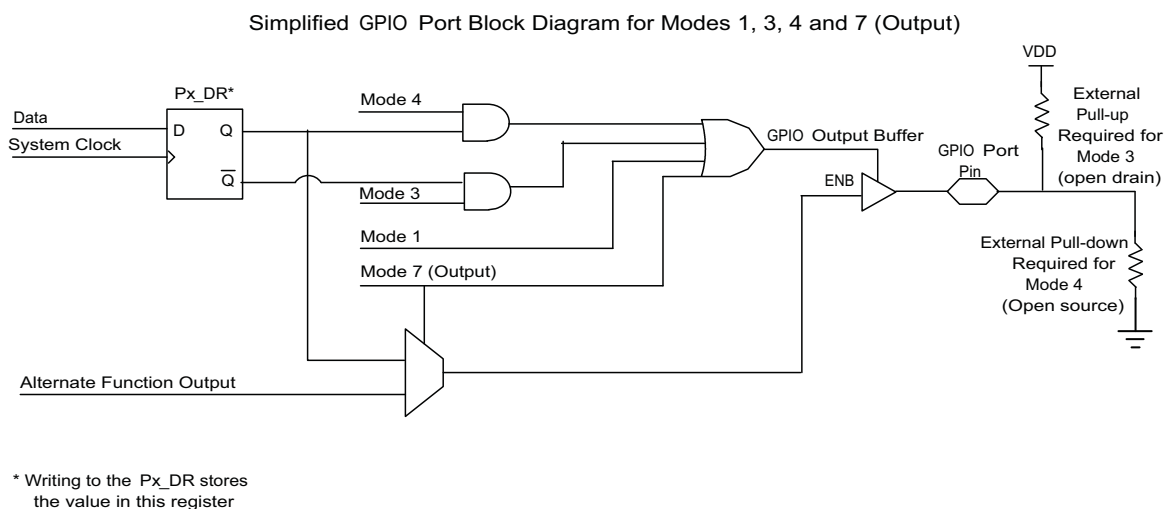 Simplified GPIO Port Block Diagram for Modes 1, 3, 4 and 7 (Output)
VDD
Px_DR*
Mode 4
External
Pull-up
Required for
Mode 3
(open drain)
Data
D
Q
System Clock
GPIO Output Buffer
GPIO Port
Pin
Q
Mode 3
ENB
Mode 1
External Pull-down
Required for
Mode 4
(Open source)
Mode 7 (Output)
Alternate Function Output
* Writing to the Px_DR stores
the value in this register